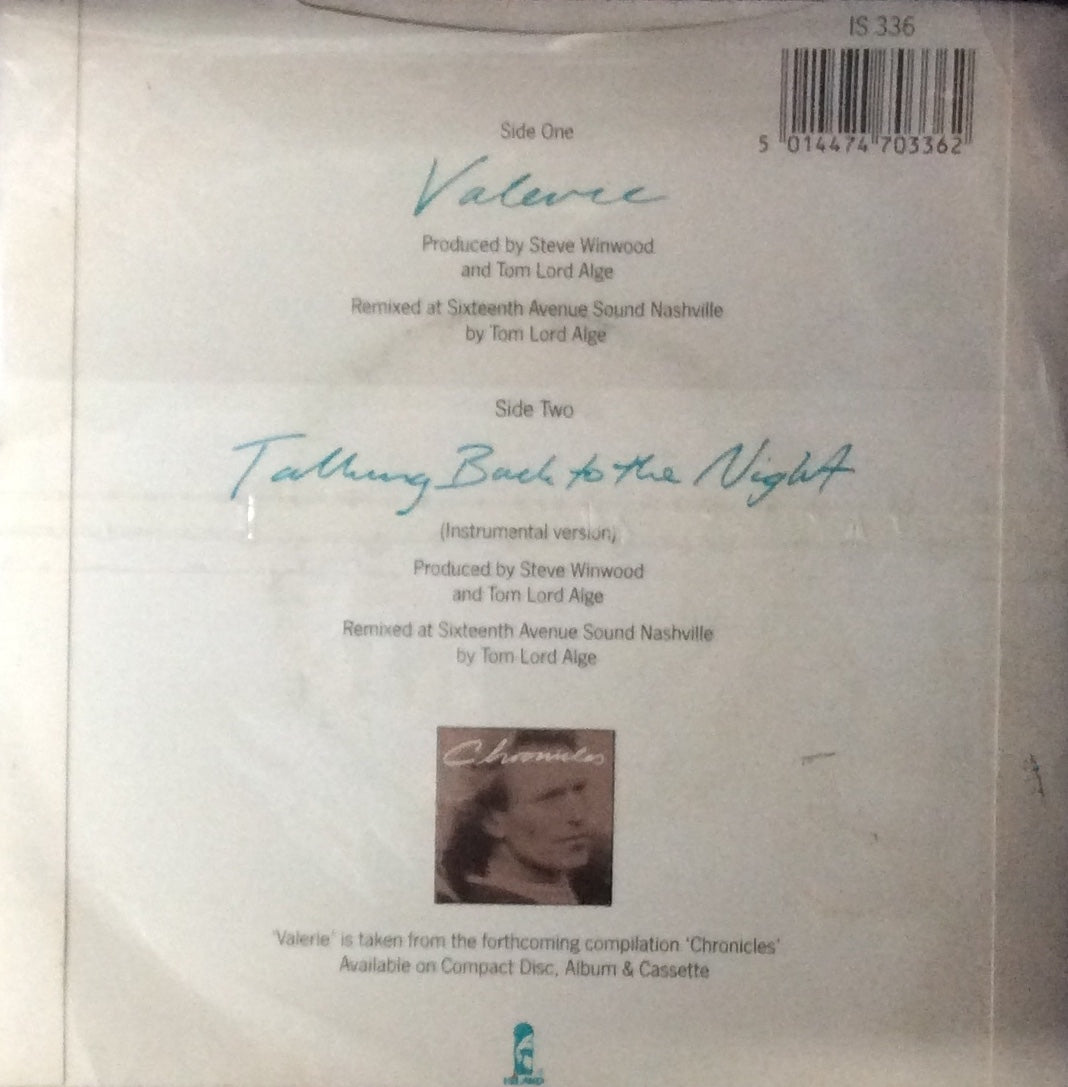 IS 336
5 014474 703362
Side One
Valerie
Produced by Steve Winwood
and Tom Lord Alge
Remixed at Sixteenth Avenue Sound Nashville
by Tom Lord Alge
Side Two
Talking Back to the Night
(Instrumental version)
Produced by Steve Winwood
and Tom Lord Alge
Remixed at Sixteenth Avenue Sound Nashville
by Tom Lord Alge
Chronicles
'Valerie' is taken from the forthcoming compilation 'Chronicles'
Available on Compact Disc, Album & Cassette
ISLAND